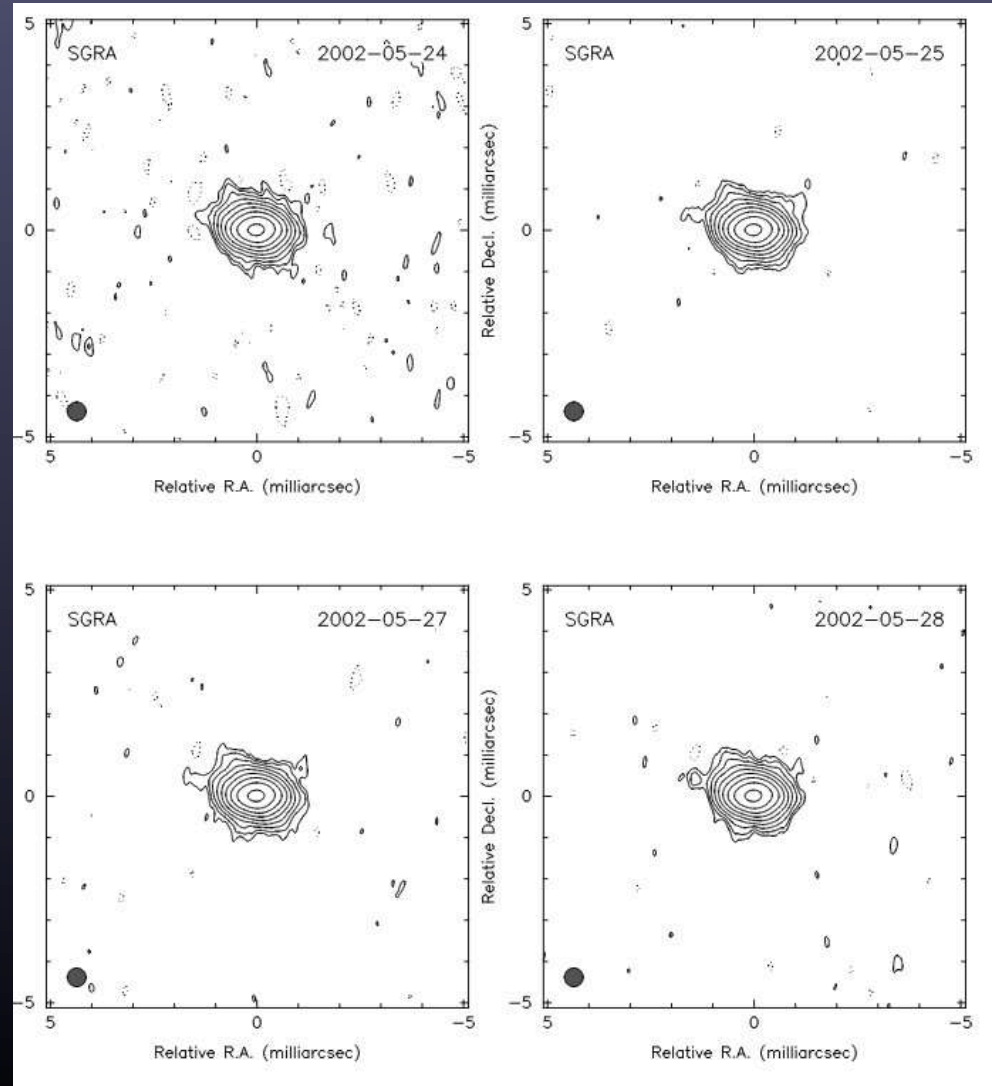 5
SGRA 2002-05-24
0
-5
5 0 -5
Relative R.A. (milliarcsec)
Relative Decl. (milliarcsec)
5
SGRA 2002-05-25
0
-5
5 0 -5
Relative R.A. (milliarcsec)
5
SGRA 2002-05-27
0
-5
5 0 -5
Relative R.A. (milliarcsec)
Relative Decl. (milliarcsec)
5
SGRA 2002-05-28
0
-5
5 0 -5
Relative R.A. (milliarcsec)